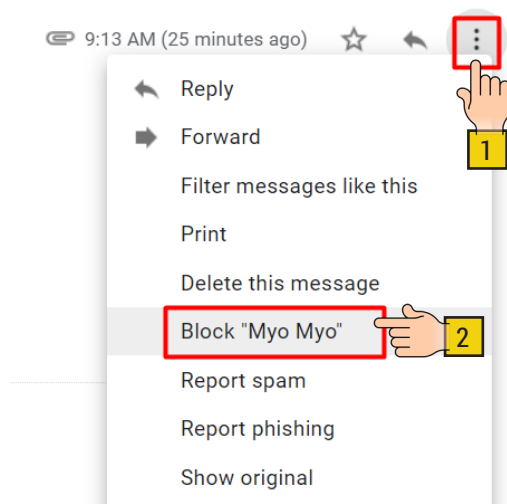 9:13 AM (25 minutes ago)
1
Reply
Forward
Filter messages like this
Print
Delete this message
Block "Myo Myo"
2
Report spam
Report phishing
Show original